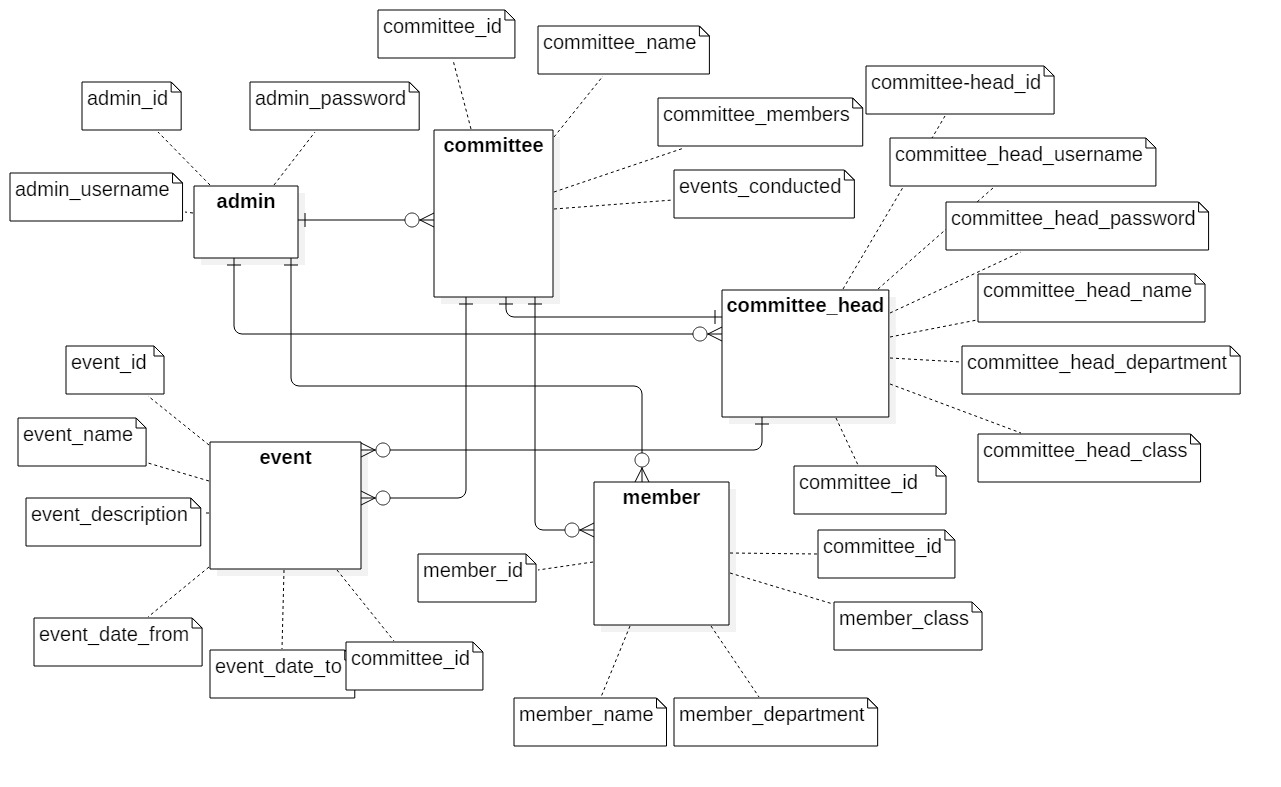 committee_id
committee_name
committee-head_id
admin_id
admin_password
committee_members
committee
committee_head_username
admin_username
events_conducted
admin
committee_head_password
committee_head_name
committee_head
event_id
committee_head_department
event_name
committee_head_class
event
committee_id
member
event_description
committee_id
member_id
member_class
event_date_from
event_date_to
committee_id
member_name
member_department